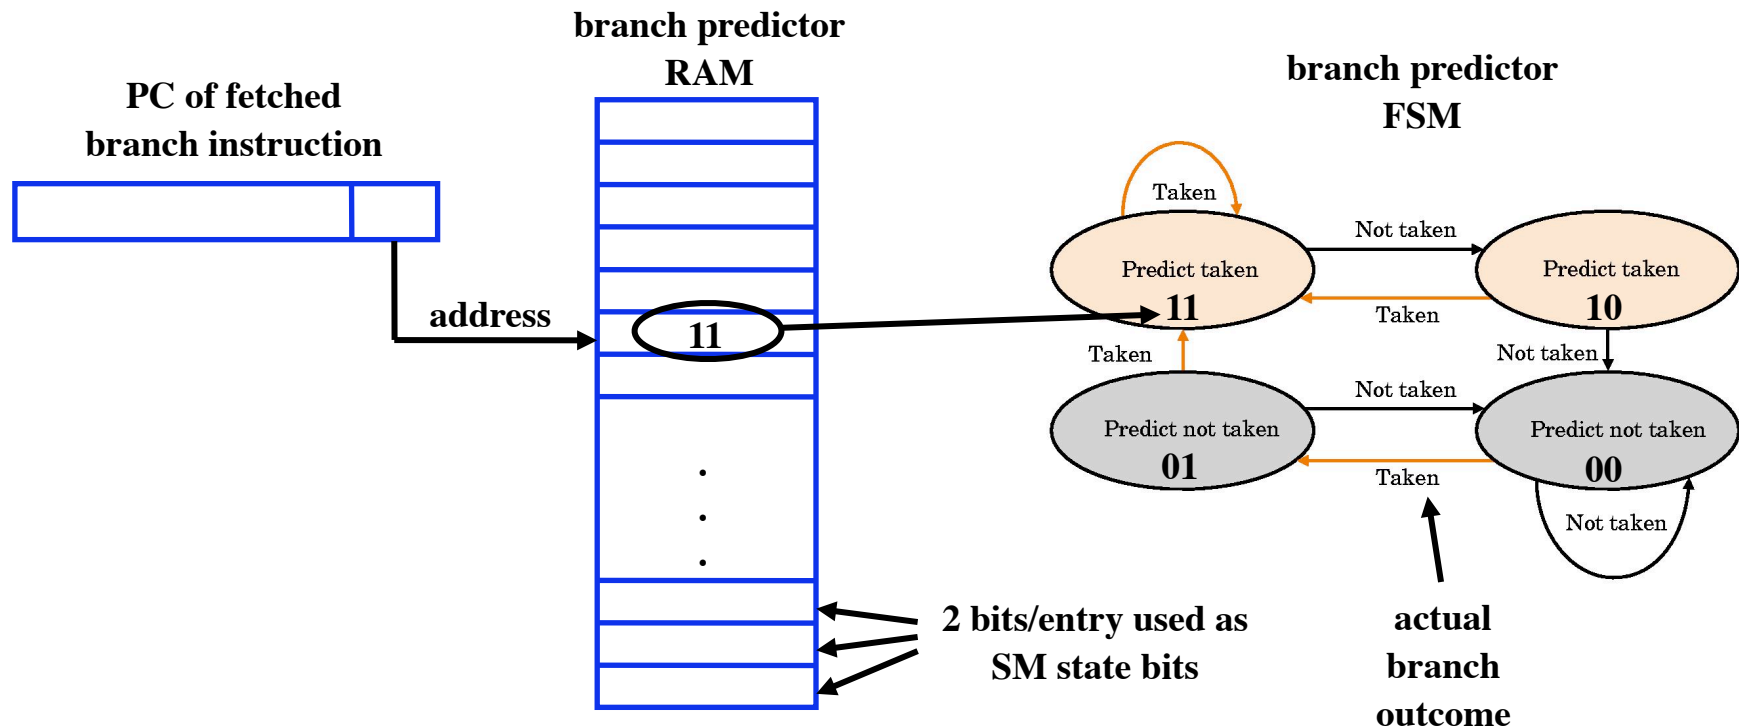 branch predictor
RAM
PC of fetched
branch instruction
address
11
2 bits/entry used as
SM state bits
branch predictor
FSM
Taken
Predict taken
11
Not taken
Predict taken
10
Taken
Taken
Not taken
Not taken
Predict not taken
01
Predict not taken
00
Taken
Not taken
actual
branch
outcome